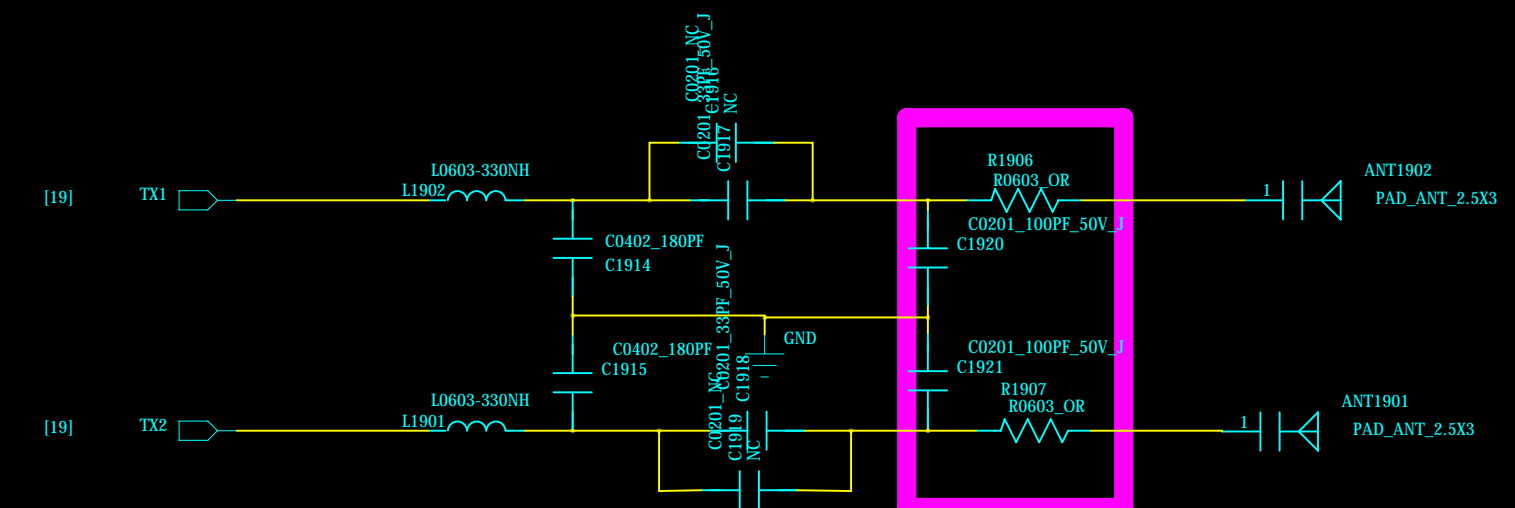 C0201_NC
C0201_33PF_50V_J
C1916
NC
C1917
L0603-330NH
L1902
[19]
TX1
R1906
R0603_OR
1
ANT1902
PAD_ANT_2.5X3
C0402_180PF
C1914
C0201_100PF_50V_J
C1920
C0201_33PF_50V_J
GND
C0402_180PF
C1915
C1918
C0201_100PF_50V_J
C1921
L0603-330NH
L1901
[19]
TX2
C0201_NC
C1919
NC
R1907
R0603_OR
1
ANT1901
PAD_ANT_2.5X3